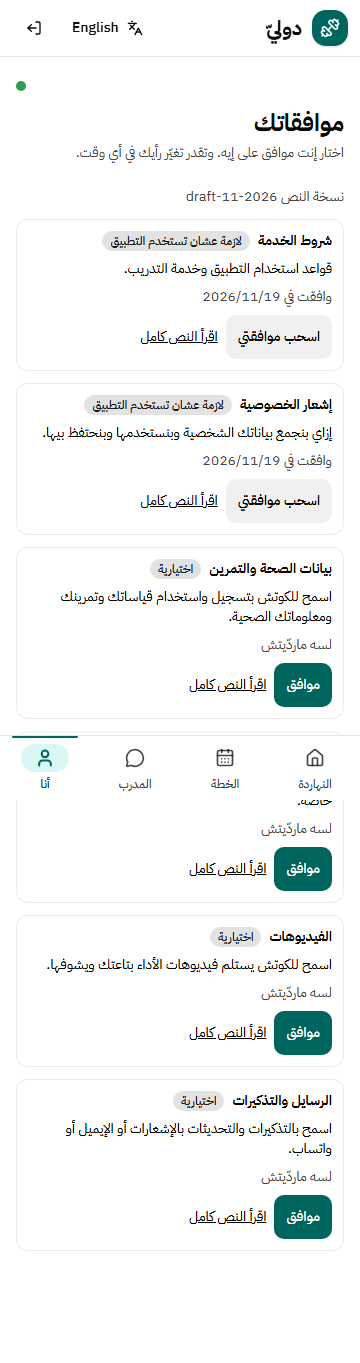 دوليّ
English
موافقاتك
اختار إنت موافق على إيه. وتقدر تغيّر رأيك في أي وقت.
نسخة النص draft-11-2026
شروط الخدمة لازمة عشان تستخدم التطبيق
قواعد استخدام التطبيق وخدمة التدريب.
وافقت في 2026/11/19
اسحب موافقتي اقرأ النص كامل
إشعار الخصوصية لازمة عشان تستخدم التطبيق
إزاي بنجمع بياناتك الشخصية وبنستخدمها وبنحتفظ بيها.
وافقت في 2026/11/19
اسحب موافقتي اقرأ النص كامل
بيانات الصحة والتمرين اختيارية
اسمح للكوتش بتسجيل واستخدام قياساتك وتمرينك
ومعلوماتك الصحية.
لسه ماردّيتش
موافق اقرأ النص كامل
النهاردة الخطة المدرب أنا
خاصة.
لسه ماردّيتش
موافق اقرأ النص كامل
الفيديوهات اختيارية
اسمح للكوتش يستلم فيديوهات الأداء بتاعتك ويشوفها.
لسه ماردّيتش
موافق اقرأ النص كامل
الرسايل والتذكيرات اختيارية
اسمح بالتذكيرات والتحديثات بالإشعارات أو الإيميل أو
واتساب.
لسه ماردّيتش
موافق اقرأ النص كامل